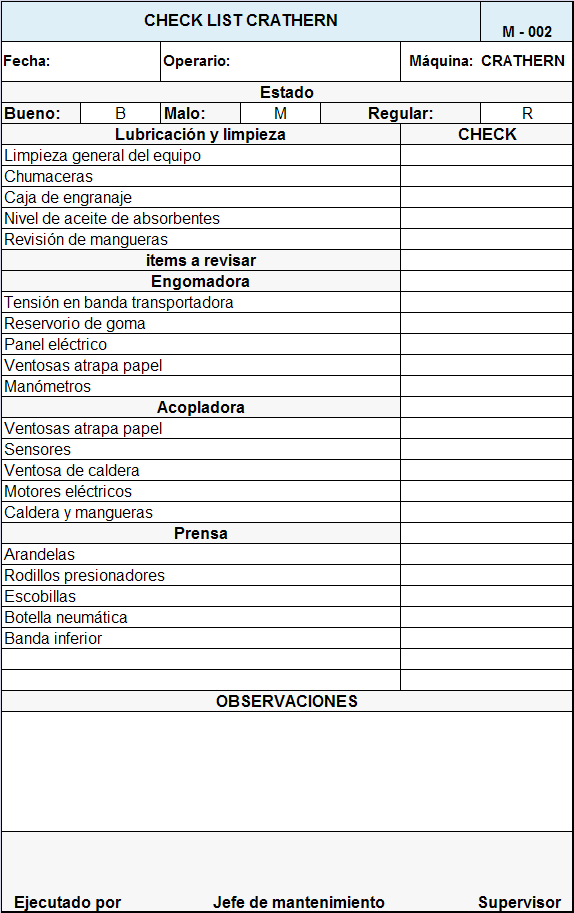 CHECK LIST CRATHERN
M - 002
Fecha: Operario: Máquina: CRATHERN
Estado
Bueno: B Malo: M Regular: R
Lubricación y limpieza CHECK
Limpieza general del equipo
Chumaceras
Caja de engranaje
Nivel de aceite de absorbentes
Revisión de mangueras
items a revisar
Engomadora
Tensión en banda transportadora
Reservorio de goma
Panel eléctrico
Ventosas atrapa papel
Manómetros
Acopladora
Ventosas atrapa papel
Sensores
Ventosa de caldera
Motores eléctricos
Caldera y mangueras
Prensa
Arandelas
Rodillos presionadores
Escobillas
Botella neumática
Banda inferior
OBSERVACIONES
Ejecutado por Jefe de mantenimiento Supervisor